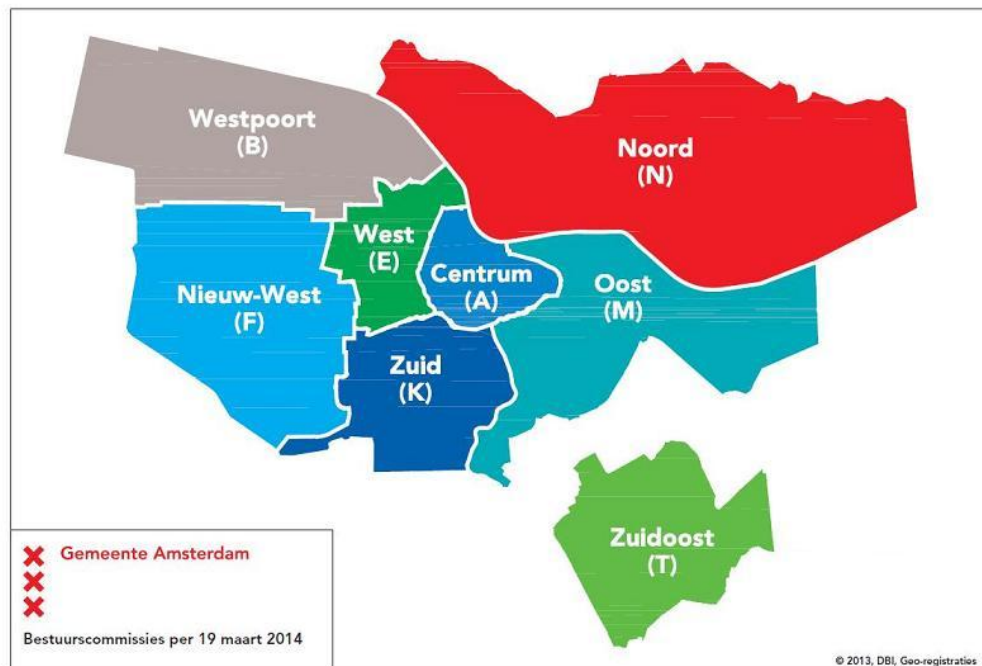 Westpoort
(B)
Noord
(N)
West
(E)
Centrum
(A)
Oost
(M)
Nieuw-West
(F)
Zuid
(K)
Zuidoost
(T)
Gemeente Amsterdam
Bestuurscommissies per 19 maart 2014
© 2013, DBI, Geo-registraties